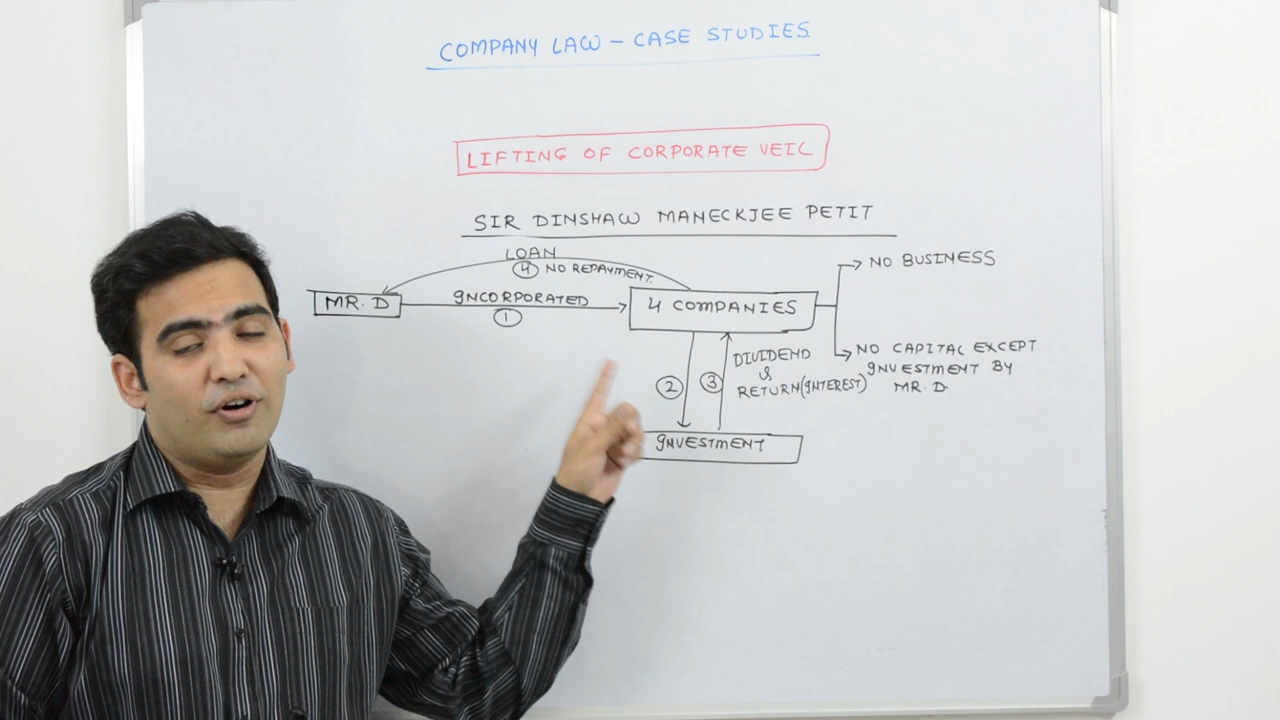 COMPANY LAW – CASE STUDIES
LIFTING OF CORPORATE VEIL
SIR DINSHAW MANECKJEE PETIT
LOAN
4 NO REPAYMENT.
MR. D
INCORPORATED
1
4 COMPANIES
NO BUSINESS
NO CAPITAL EXCEPT
INVESTMENT BY
MR. D.
2
3
DIVIDEND
&
RETURN (INTEREST)
INVESTMENT